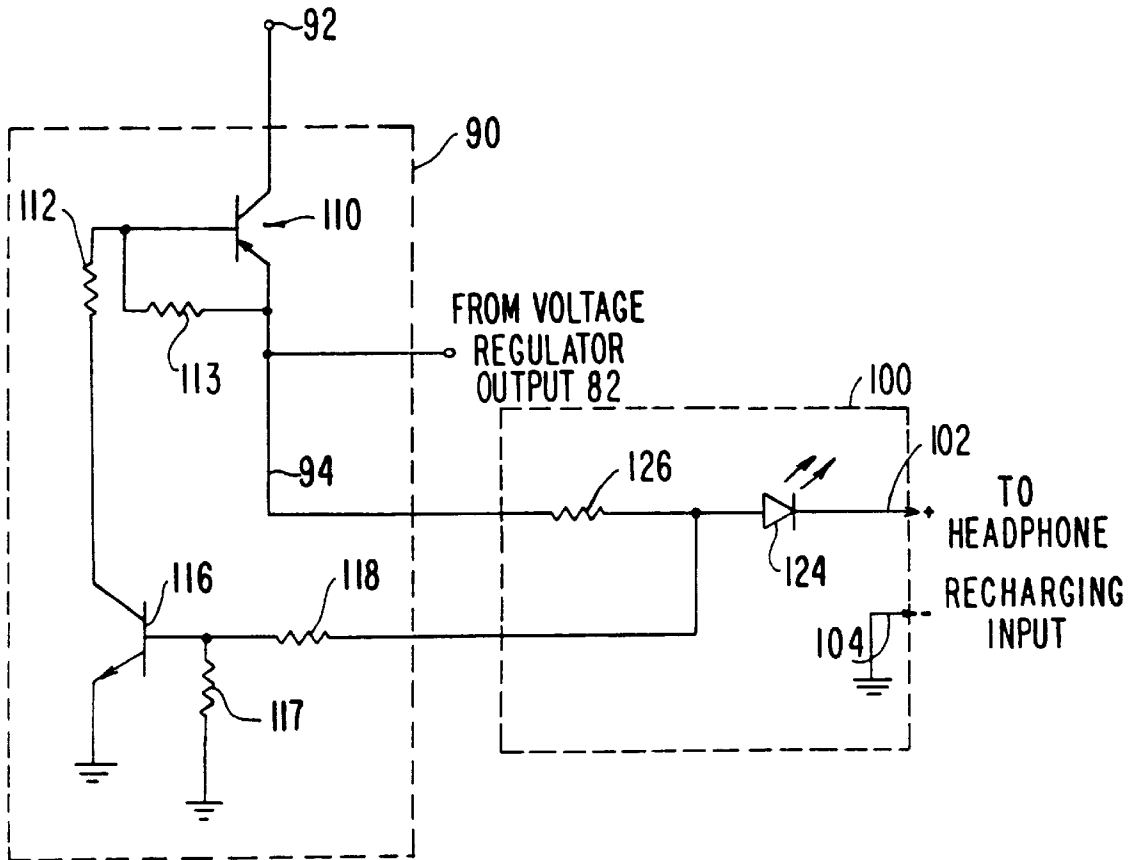 92
90
112
110
FROM VOLTAGE
REGULATOR
OUTPUT 82
113
100
94
126
102
TO
HEADPHONE
RECHARGING
INPUT
+
-
124
116
118
104
117